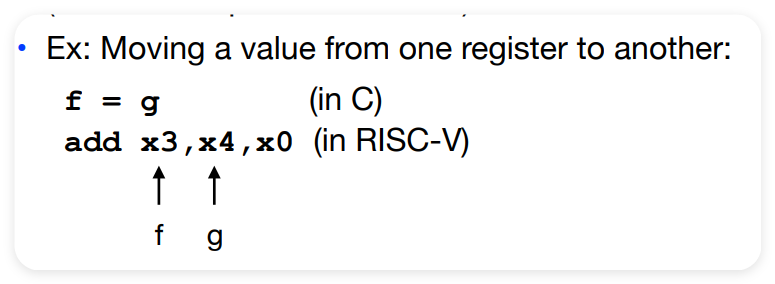 • Ex: Moving a value from one register to another:
f = g (in C)
add x3,x4,x0 (in RISC-V)
f g